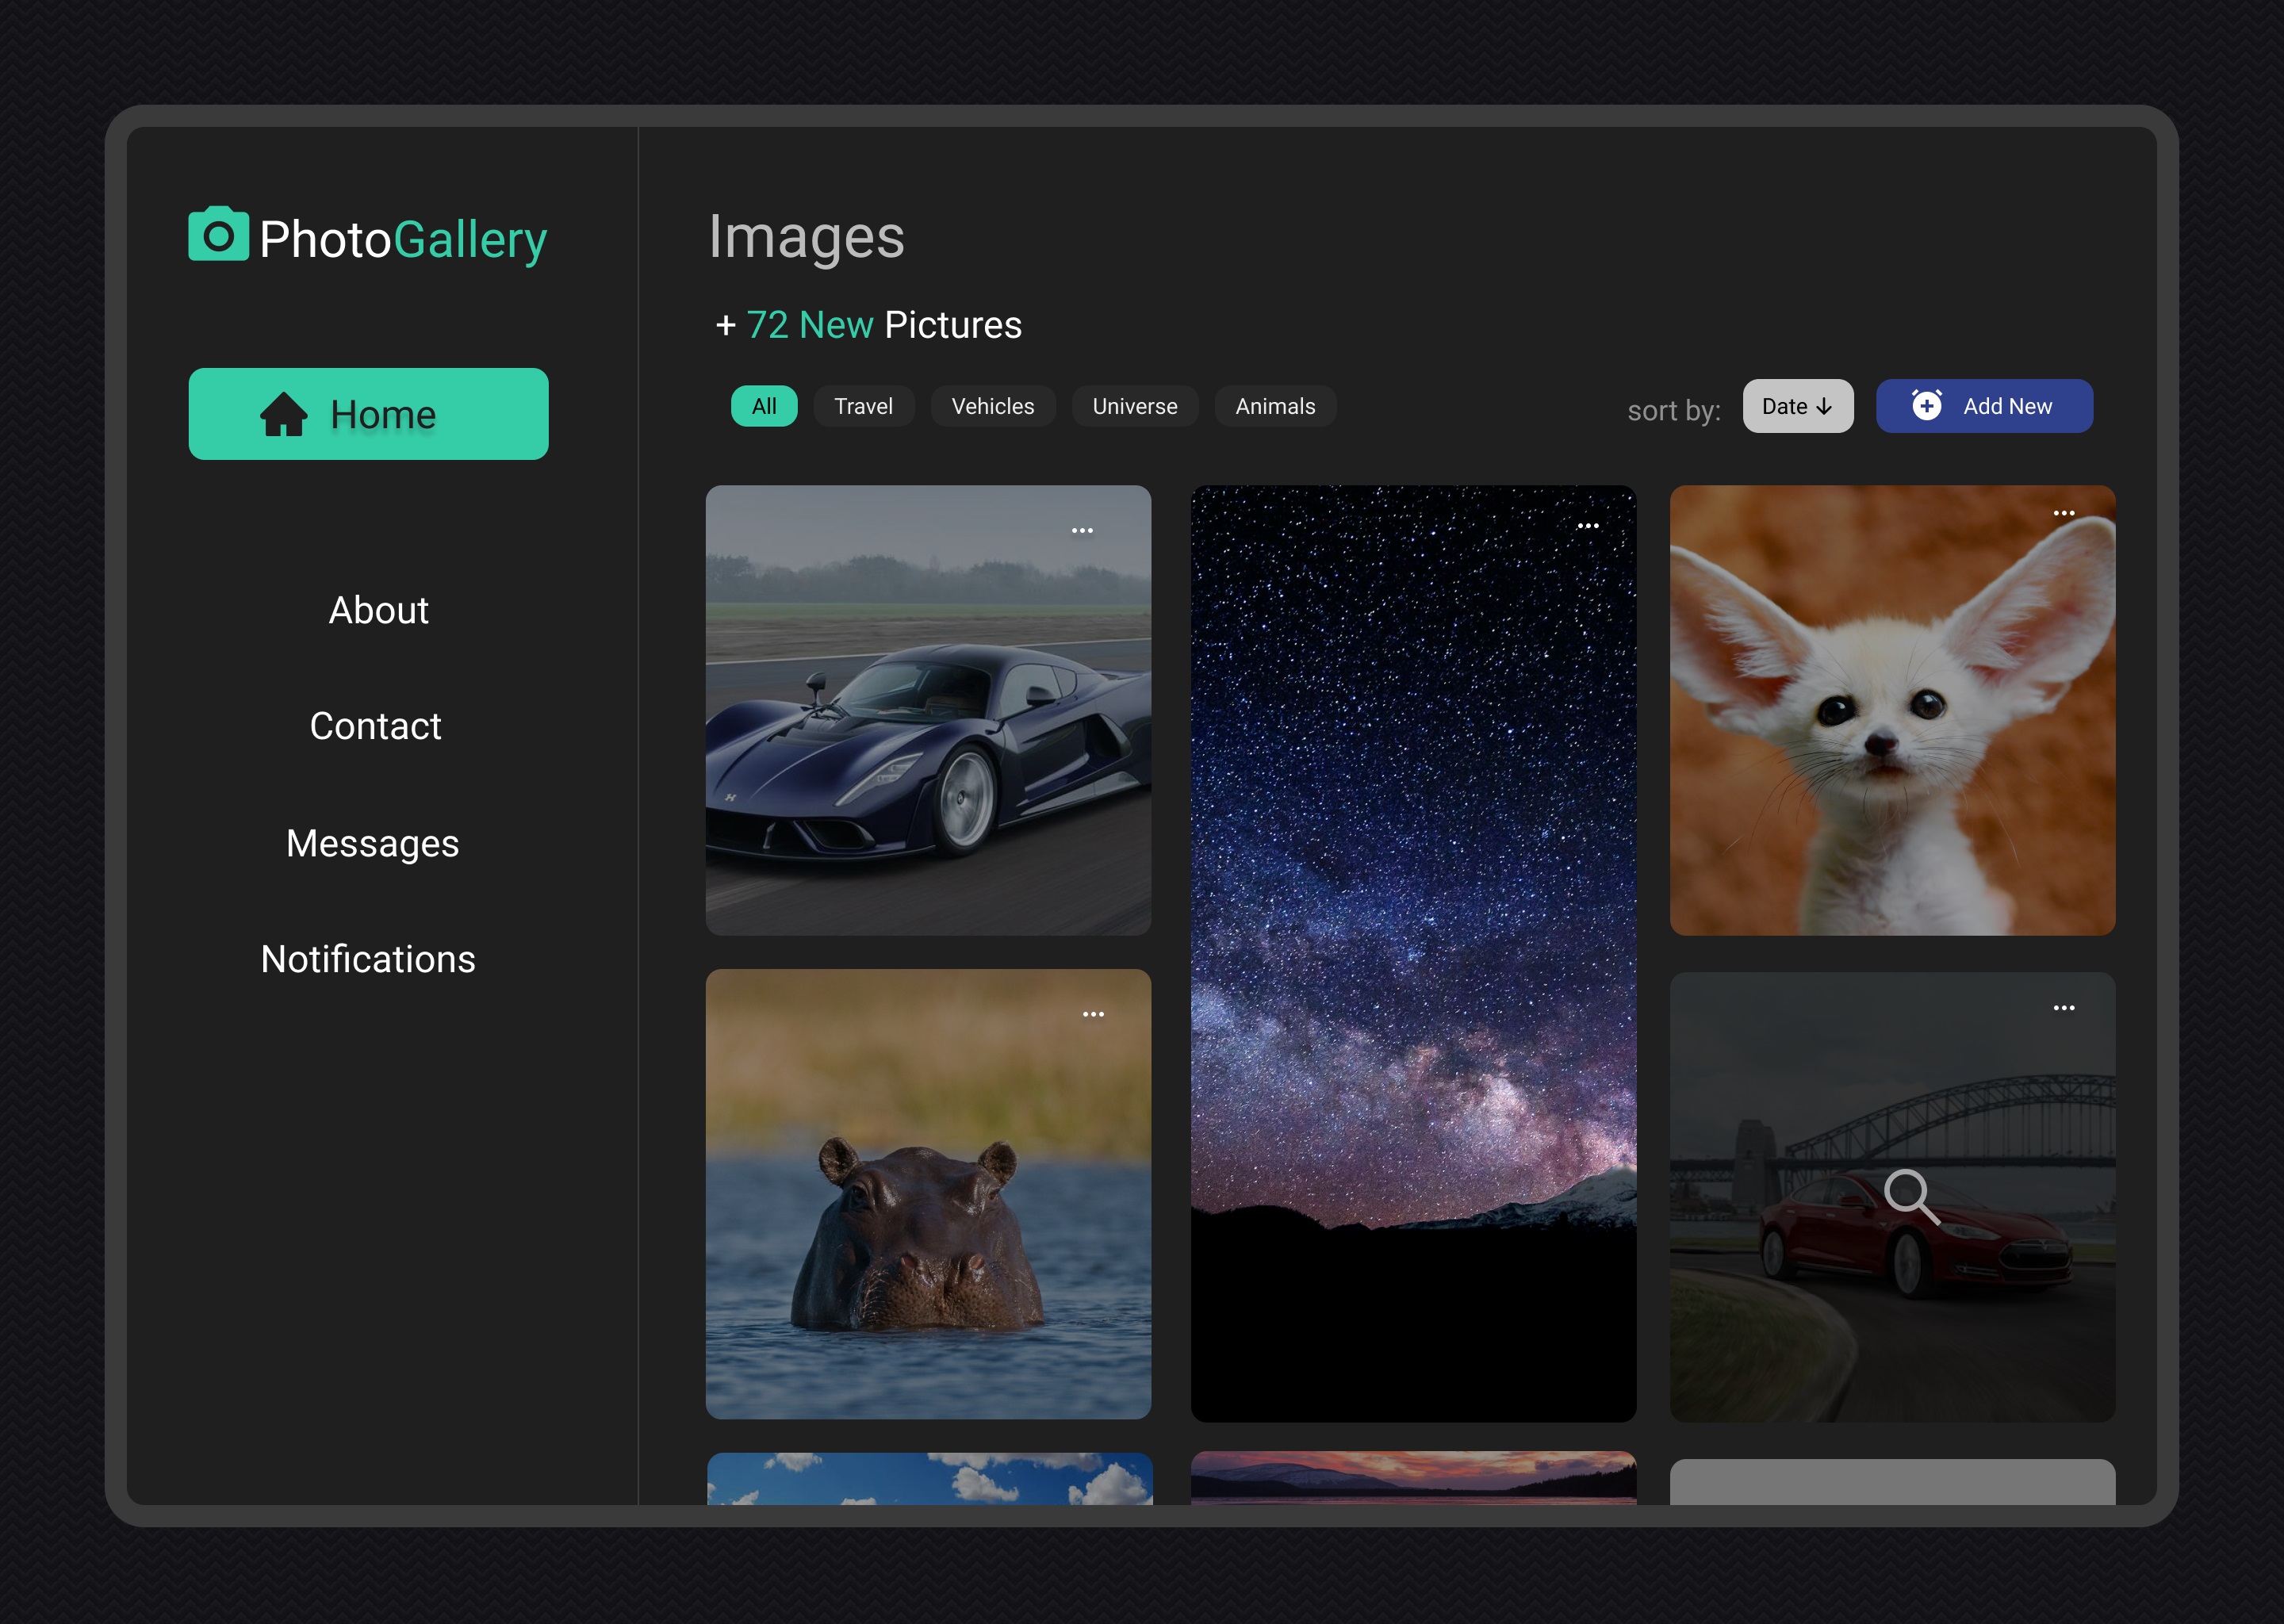 PhotoGallery
Home
About
Contact
Messages
Notifications
Images
+ 72 New Pictures
All Travel Vehicles Universe Animals
sort by: Date ↓ Add New